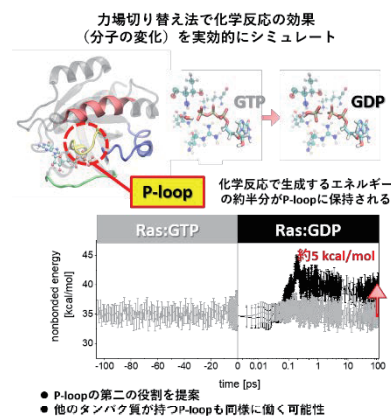 力場切り替え法で化学反応の効果
（分子の変化）を実効的にシミュレート
GTP
GDP
P-loop
化学反応で生成するエネルギー
の約半分がP-loopに保持される
Ras:GTP
Ras:GDP
約5 kcal/mol
nonbonded energy
[kcal/mol]
45
40
35
30
-100 -80 -60 -40 -20 0
0.01 0.1 1 10 100
time [ps]
● P-loopの第二の役割を提案
● 他のタンパク質が持つP-loopも同様に働く可能性